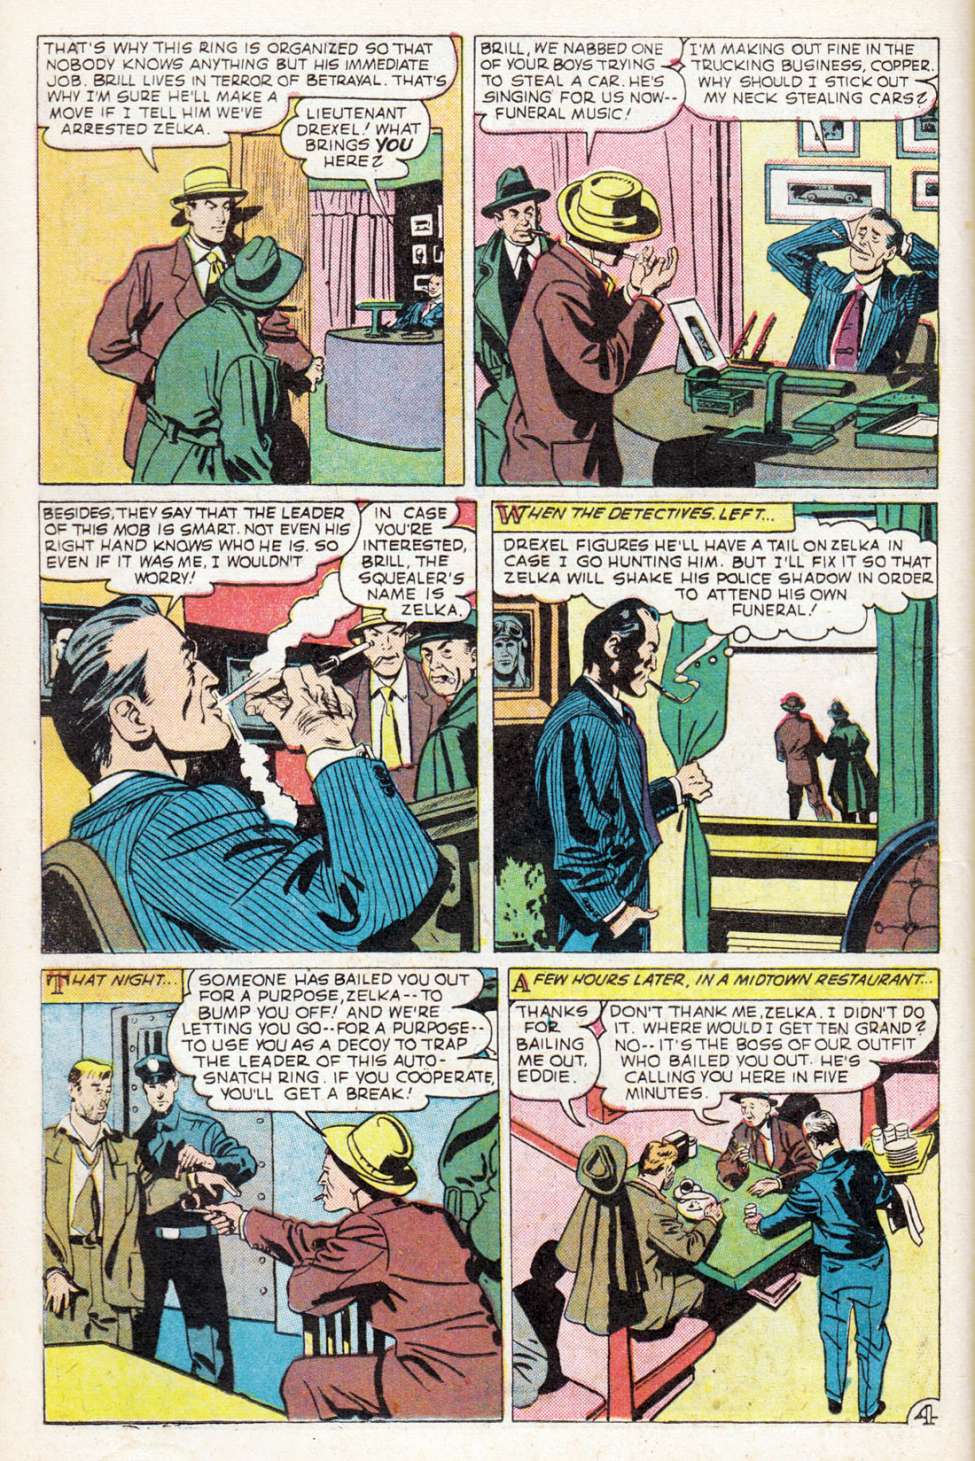 THAT'S WHY THIS RING IS ORGANIZED SO THAT
NOBODY KNOWS ANYTHING BUT HIS IMMEDIATE
JOB. BRILL LIVES IN TERROR OF BETRAYAL. THAT'S
WHY I'M SURE HE'LL MAKE A
MOVE IF I TELL HIM WE'VE
ARRESTED ZELKA.
LIEUTENANT
DREXEL! WHAT
BRINGS YOU
HERE?
BRILL, WE NABBED ONE
OF YOUR BOYS TRYING
TO STEAL A CAR. HE'S
SINGING FOR US NOW--
FUNERAL MUSIC!
I'M MAKING OUT FINE IN THE
TRUCKING BUSINESS, COPPER.
WHY SHOULD I STICK OUT
MY NECK STEALING CARS?
BESIDES, THEY SAY THAT THE LEADER
OF THIS MOB IS SMART. NOT EVEN HIS
RIGHT HAND KNOWS WHO HE IS. SO
EVEN IF IT WAS ME, I WOULDN'T
WORRY!
IN CASE
YOU'RE
INTERESTED,
BRILL, THE
SQUEALER'S
NAME IS
ZELKA.
WHEN THE DETECTIVES. LEFT...
DREXEL FIGURES HE'LL HAVE A TAIL ON ZELKA IN
CASE I GO HUNTING HIM. BUT I'LL FIX IT SO THAT
ZELKA WILL SHAKE HIS POLICE SHADOW IN ORDER
TO ATTEND HIS OWN
FUNERAL!
THAT NIGHT...
SOMEONE HAS BAILED YOU OUT
FOR A PURPOSE, ZELKA--TO
BUMP YOU OFF! AND WE'RE
LETTING YOU GO--FOR A PURPOSE--
TO USE YOU AS A DECOY TO TRAP
THE LEADER OF THIS AUTO-
SNATCH RING. IF YOU COOPERATE,
YOU'LL GET A BREAK!
A FEW HOURS LATER, IN A MIDTOWN RESTAURANT...
THANKS
FOR
BAILING
ME OUT,
EDDIE.
DON'T THANK ME, ZELKA. I DIDN'T DO
IT. WHERE WOULD I GET TEN GRAND?
NO--IT'S THE BOSS OF OUR OUTFIT
WHO BAILED YOU OUT. HE'S
CALLING YOU HERE IN FIVE
MINUTES.
4